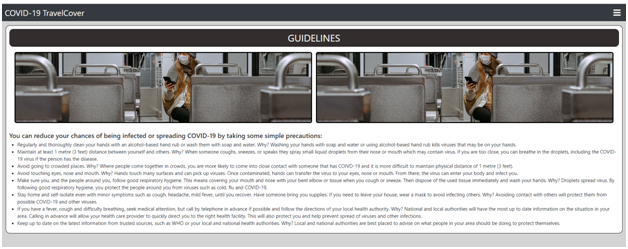 COVID-19 TravelCover
GUIDELINES
You can reduce your chances of being infected or spreading COVID-19 by taking some simple precautions:
Regularly and thoroughly clean your hands with an alcohol-based hand rub or wash them with soap and water. Why? Washing your hands with soap and water or using alcohol-based hand rub kills viruses that may be on your hands.
Maintain at least 1 metre (3 feet) distance between yourself and others. Why? When someone coughs, sneezes, or speaks they spray small liquid droplets from their nose or mouth which may contain virus. If you are too close, you can breathe in the droplets, including the COVID-
19 virus if the person has the disease.
Avoid going to crowded places. Why? Where people come together in crowds, you are more likely to come into close contact with someone that has COVID-19 and it is more difficult to maintain physical distance of 1 metre (3 feet).
Avoid touching eyes, nose and mouth. Why? Hands touch many surfaces and can pick up viruses. Once contaminated, hands can transfer the virus to your eyes, nose or mouth. From there, the virus can enter your body and infect you.
Make sure you, and the people around you, follow good respiratory hygiene. This means covering your mouth and nose with your bent elbow or tissue when you cough or sneeze. Then dispose of the used tissue immediately and wash your hands. Why? Droplets spread virus. By
following good respiratory hygiene, you protect the people around you from viruses such as cold, flu and COVID-19.
Stay home and self-isolate even with minor symptoms such as cough, headache, mild fever, until you recover. Have someone bring you supplies. If you need to leave your house, wear a mask to avoid infecting others. Why? Avoiding contact with others will protect them from
possible COVID-19 and other viruses.
If you have a fever, cough and difficulty breathing, seek medical attention, but call by telephone in advance if possible and follow the directions of your local health authority. Why? National and local authorities will have the most up to date information on the situation in your
area. Calling in advance will allow your health care provider to quickly direct you to the right health facility. This will also protect you and help prevent spread of viruses and other infections.
Keep up to date on the latest information from trusted sources, such as WHO or your local and national health authorities. Why? Local and national authorities are best placed to advise on what people in your area should be doing to protect themselves.